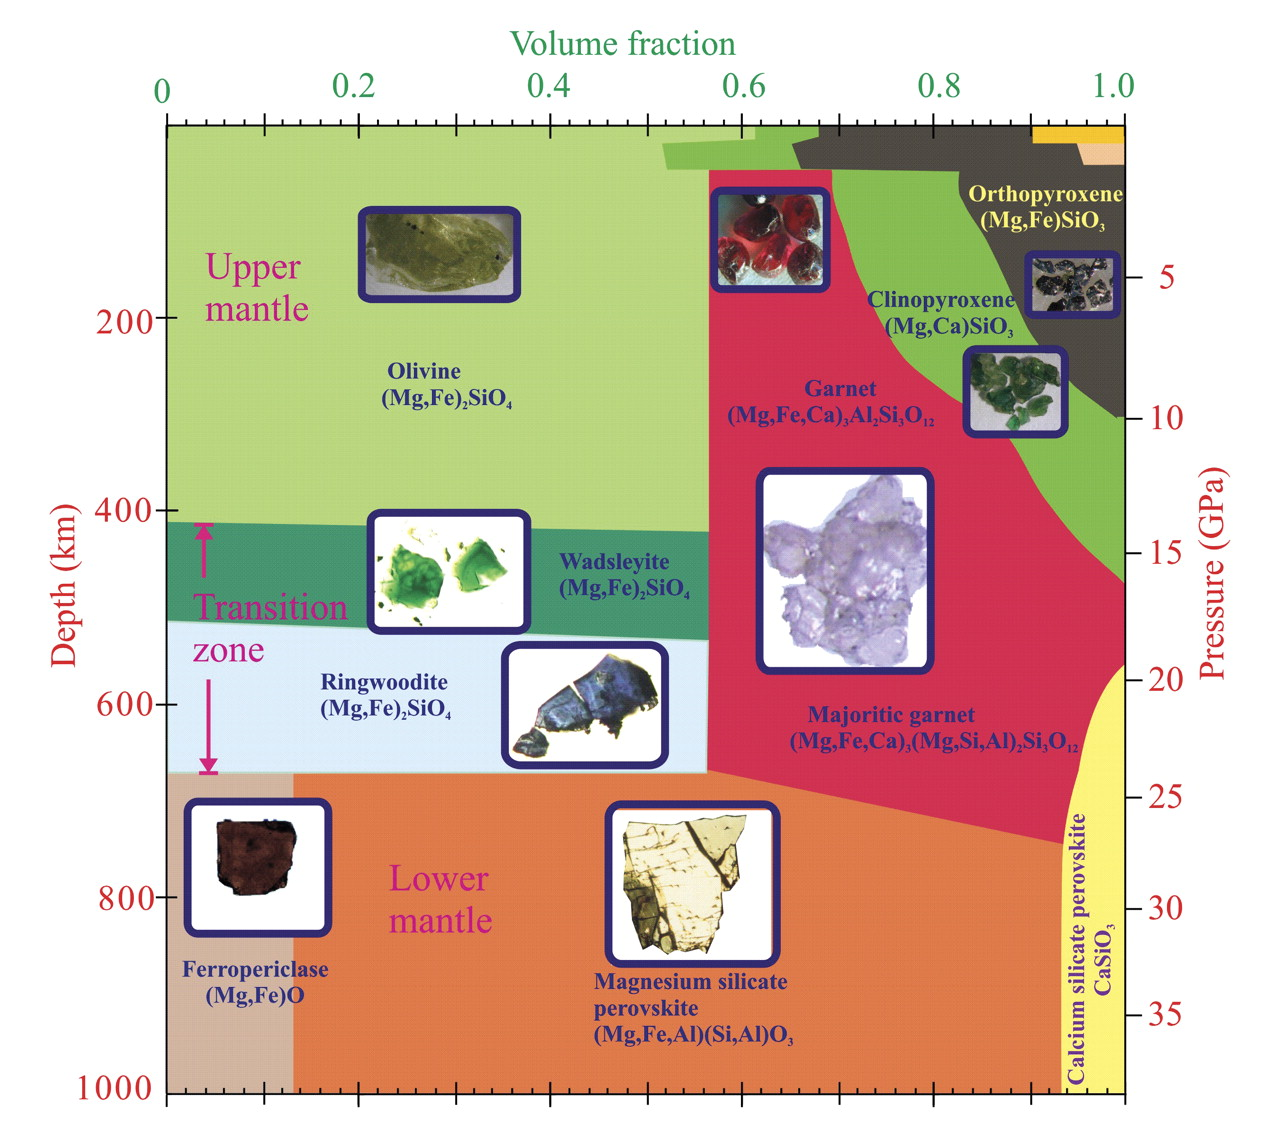 Volume fraction
0 0.2 0.4 0.6 0.8 1.0
Depth (km)
200
400
600
800
1000
Pressure (GPa)
5
10
15
20
25
30
35
Upper
mantle
Olivine
(Mg,Fe)₂SiO₄
Orthopyroxene
(Mg,Fe)SiO₃
Clinopyroxene
(Mg,Ca)SiO₃
Garnet
(Mg,Fe,Ca)₃Al₂Si₃O₁₂
Transition
zone
Wadsleyite
(Mg,Fe)₂SiO₄
Ringwoodite
(Mg,Fe)₂SiO₄
Majoritic garnet
(Mg,Fe,Ca)₃(Mg,Si,Al)₂Si₃O₁₂
Lower
mantle
Ferropericlase
(Mg,Fe)O
Magnesium silicate
perovskite
(Mg,Fe,Al)(Si,Al)O₃
Calcium silicate perovskite
CaSiO₃